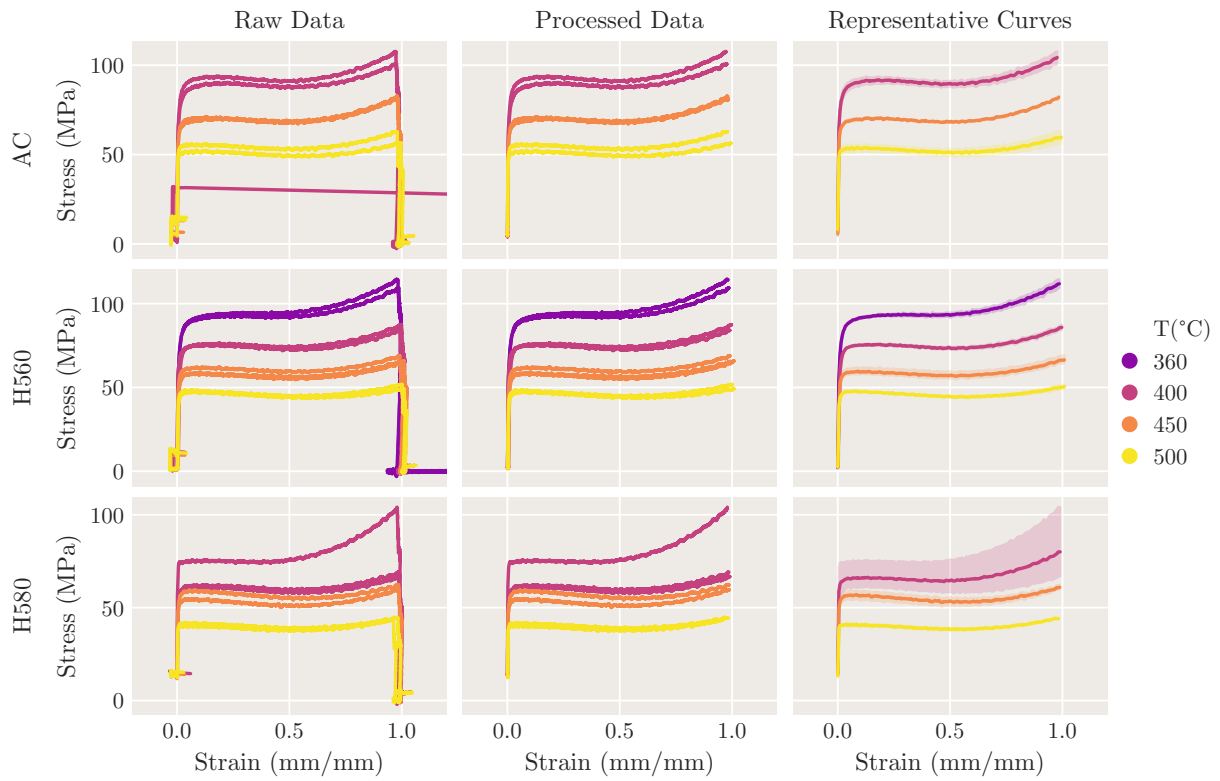 Raw Data
Processed Data
Representative Curves
AC
Stress (MPa)
100
50
0
H560
Stress (MPa)
100
50
0
T(°C)
360
400
450
500
H580
Stress (MPa)
100
50
0
0.0 0.5 1.0
0.0 0.5 1.0
0.0 0.5 1.0
Strain (mm/mm)
Strain (mm/mm)
Strain (mm/mm)